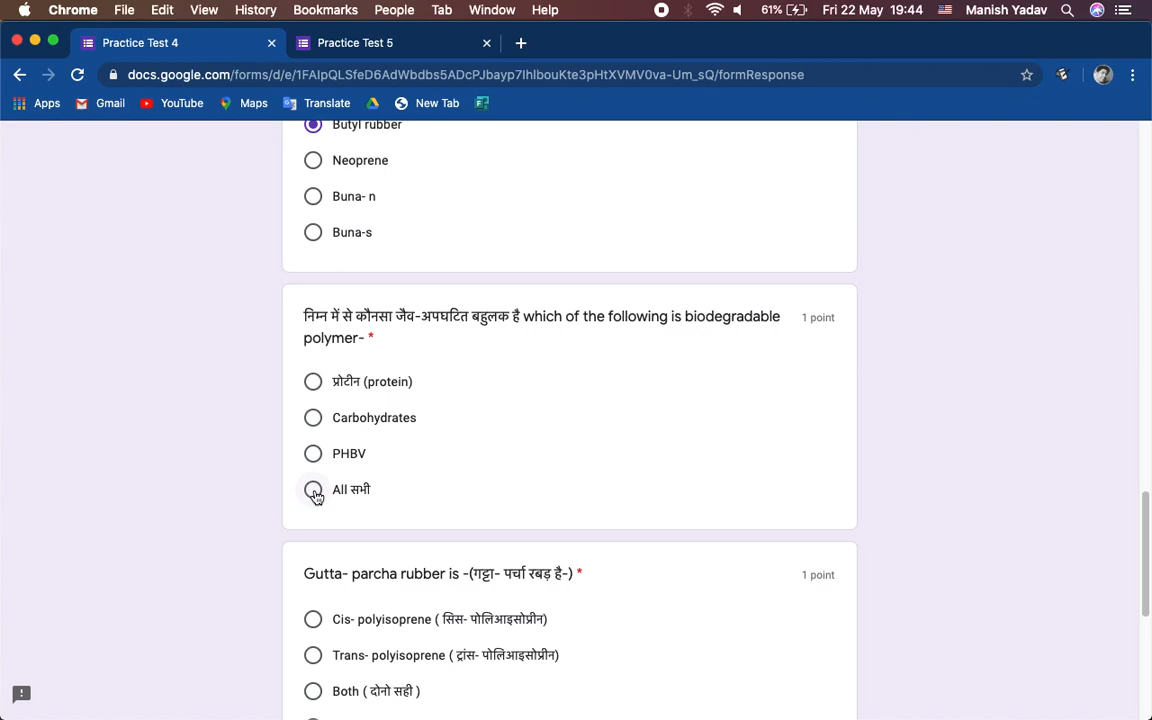 Chrome File Edit View History Bookmarks People Tab Window Help 61% Fri 22 May 19:44 Manish Yadav
Practice Test 4 Practice Test 5
docs.google.com/forms/d/e/1FAIpQLSfeD6AdWbdbs5ADcPJbayp7IhIbouKte3pHtXVMV0va-Um_sQ/formResponse
Apps Gmail YouTube Maps Translate New Tab
Butyl rubber
Neoprene
Buna- n
Buna-s
निम्न में से कौनसा जैव-अपघटित बहुलक है which of the following is biodegradable 1 point
polymer- *
प्रोटीन (protein)
Carbohydrates
PHBV
All सभी
Gutta- parcha rubber is -(गट्टा- पर्चा रबड़ है-) * 1 point
Cis- polyisoprene ( सिस- पोलिआइसोप्रीन)
Trans- polyisoprene ( ट्रांस- पोलिआइसोप्रीन)
Both ( दोनो सही )